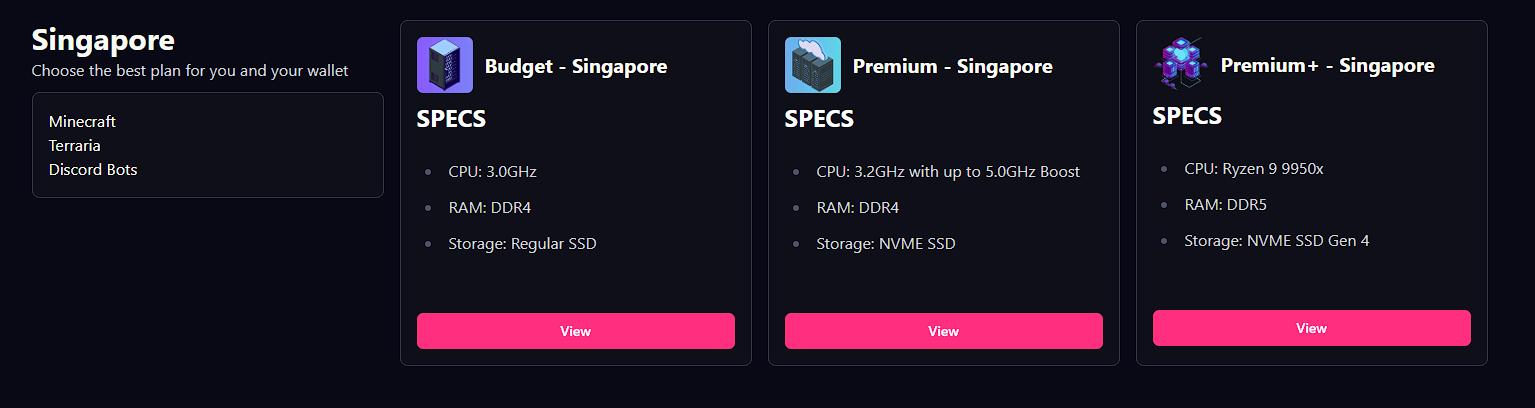 Singapore
Choose the best plan for you and your wallet
Minecraft
Terraria
Discord Bots
Budget - Singapore
SPECS
CPU: 3.0GHz
RAM: DDR4
Storage: Regular SSD
View
Premium - Singapore
SPECS
CPU: 3.2GHz with up to 5.0GHz Boost
RAM: DDR4
Storage: NVME SSD
View
Premium+ - Singapore
SPECS
CPU: Ryzen 9 9950x
RAM: DDR5
Storage: NVME SSD Gen 4
View